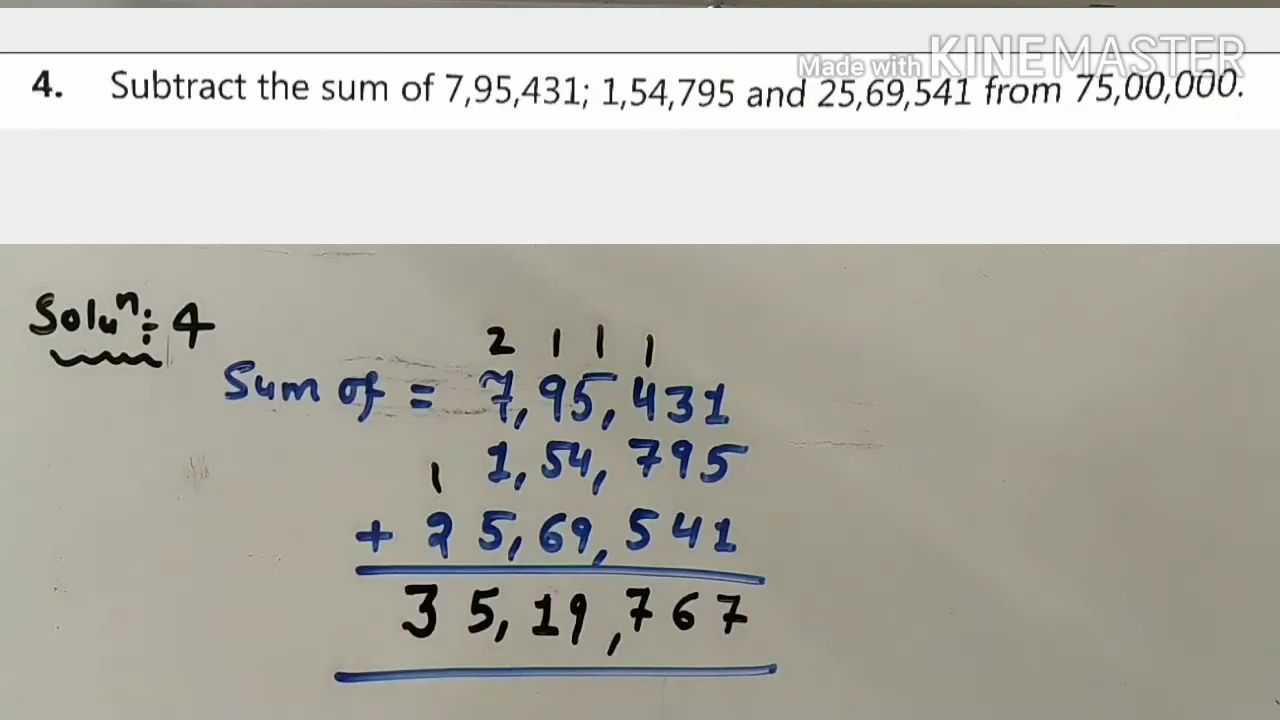 Made with KINEMASTER
4. Subtract the sum of 7,95,431; 1,54,795 and 25,69,541 from 75,00,000.
Soluⁿ÷ 4
2 1 1 1
Sum of = 7,95,431
1,54,795
1
+ 25,69,541
35,19,767